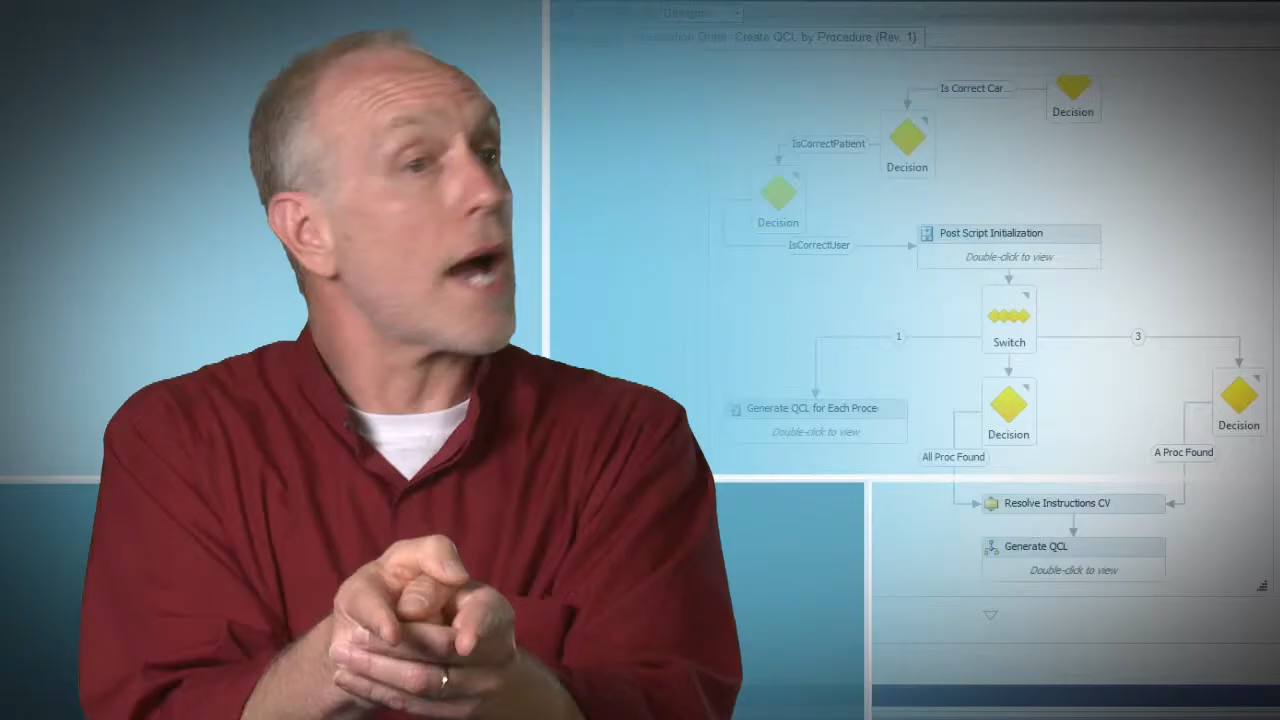 Designer
Create QCL by Procedure (Rev. 1)
Is Correct Car...
Decision
IsCorrectPatient
Decision
Decision
IsCorrectUser
Post Script Initialization
Double-click to view
1
Switch
3
Generate QCL for Each Proce
Double-click to view
Decision
Decision
All Proc Found
A Proc Found
Resolve Instructions CV
Generate QCL
Double-click to view